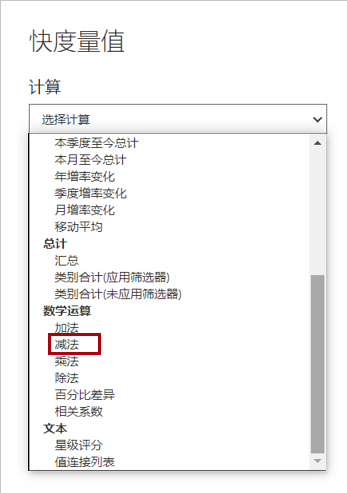 快度量值
计算
选择计算
本季度至今总计
本月至今总计
年增率变化
季度增率变化
月增率变化
移动平均
总计
汇总
类别合计(应用筛选器)
类别合计(未应用筛选器)
数学运算
加法
减法
乘法
除法
百分比差异
相关系数
文本
星级评分
值连接列表